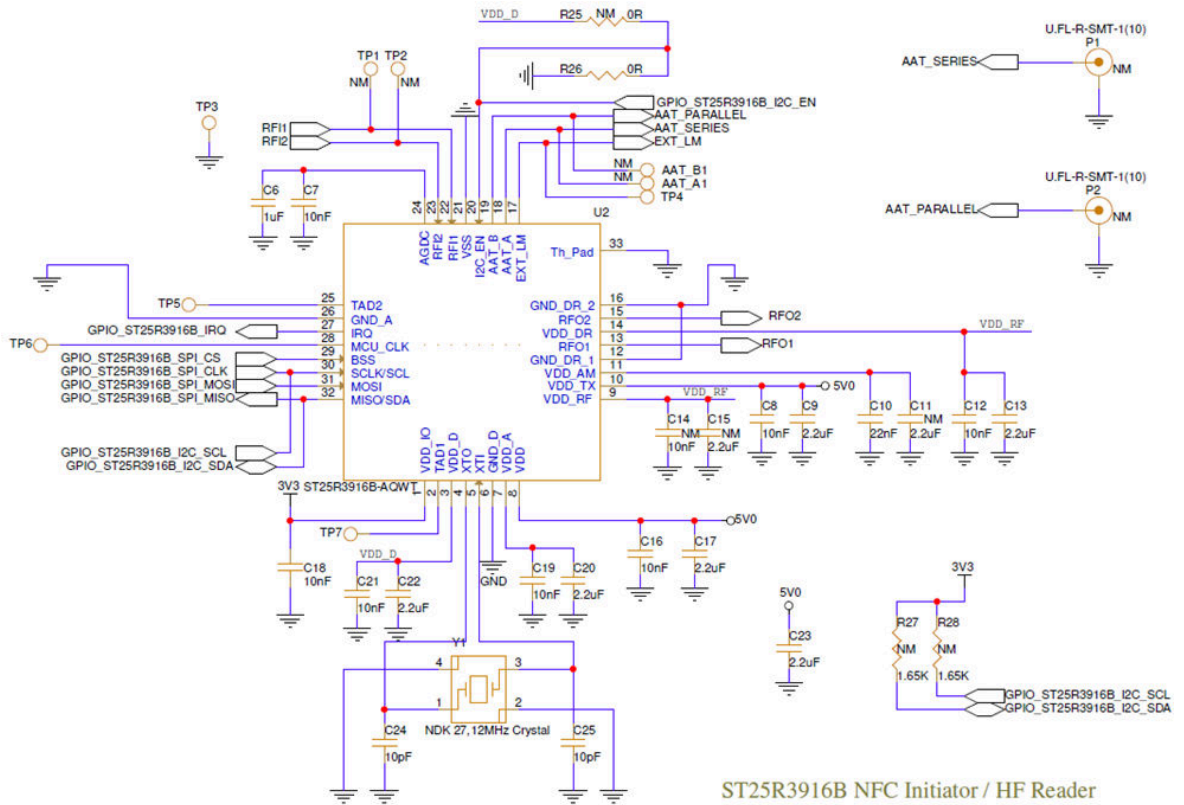 VDD_D
R25 NM 0R
R26 0R
TP1 TP2
NM NM
TP3
RFI1
RFI2
GPIO_ST25R3916B_I2C_EN
AAT_PARALLEL
AAT_SERIES
EXT_LM
NM AAT_B1
NM AAT_A1
TP4
U.FL-R-SMT-1(10)
P1
AAT_SERIES
NM
U.FL-R-SMT-1(10)
P2
AAT_PARALLEL
NM
C6 C7
1uF 10nF
24 23 22 21 20 19 18 17
U2
AGDC RFI2 RFI1 VSS I2C_EN AAT_B AAT_A EXT_LM
Th_Pad 33
TP5 25 TAD2
26 GND_A
GPIO_ST25R3916B_IRQ 27 IRQ
TP6 28 MCU_CLK
GPIO_ST25R3916B_SPI_CS 29 BSS
GPIO_ST25R3916B_SPI_CLK 30 SCLK/SCL
GPIO_ST25R3916B_SPI_MOSI 31 MOSI
GPIO_ST25R3916B_SPI_MISO 32 MISO/SDA
GND_DR_2 16
RFO2 15 RFO2
VDD_DR 14 VDD_RF
RFO1 13 RFO1
GND_DR_1 12
VDD_AM 11
VDD_TX 10 5V0
VDD_RF 9 VDD_RF
C14 NM 10nF
C15 NM 2.2uF
C8 10nF
C9 2.2uF
C10 22nF
C11 NM 2.2uF
C12 10nF
C13 2.2uF
GPIO_ST25R3916B_I2C_SCL
GPIO_ST25R3916B_I2C_SDA
VDD_IO TAD1 VDD_D XTO XTI GND_D VDD_A VDD
3V3 ST25R3916B-AQWT
1 2 3 4 5 6 7 8
TP7
5V0
VDD_D
C18 10nF
C21 10nF
C22 2.2uF
GND
C19 10nF
C20 2.2uF
C16 10nF
C17 2.2uF
Y1
4 3
1 2
NDK 27,12MHz Crystal
C24 10pF
C25 10pF
5V0
C23 2.2uF
3V3
R27 R28
NM NM
1.65K 1.65K
GPIO_ST25R3916B_I2C_SCL
GPIO_ST25R3916B_I2C_SDA
ST25R3916B NFC Initiator / HF Reader